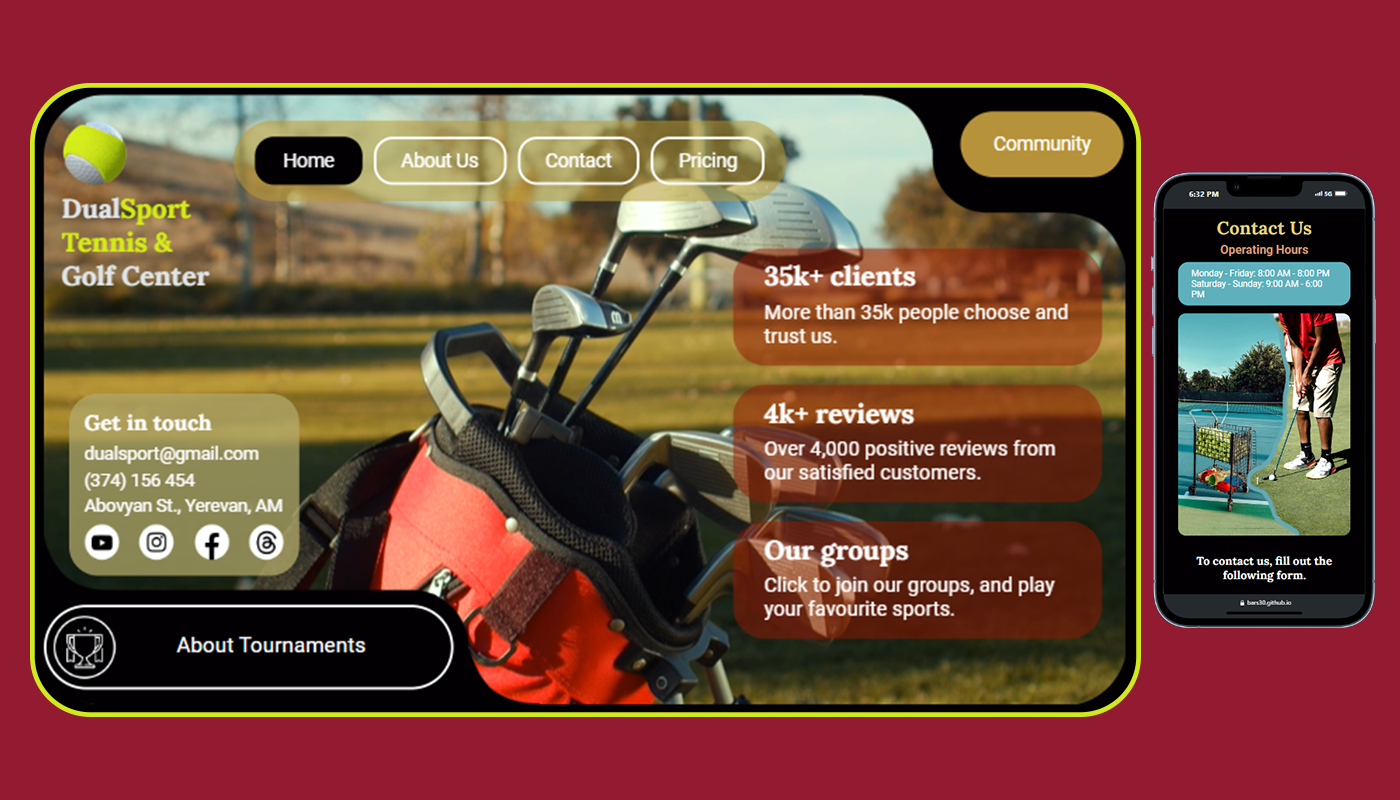 Home
About Us
Contact
Pricing
Community
DualSport
Tennis &
Golf Center
35k+ clients
More than 35k people choose and
trust us.
4k+ reviews
Over 4,000 positive reviews from
our satisfied customers.
Our groups
Click to join our groups, and play
your favourite sports.
Get in touch
dualsport@gmail.com
(374) 156 454
Abovyan St., Yerevan, AM
About Tournaments
6:32 PM
5G
Contact Us
Operating Hours
Monday - Friday: 8:00 AM - 8:00 PM
Saturday - Sunday: 9:00 AM - 6:00
PM
To contact us, fill out the
following form.
bars30.github.io